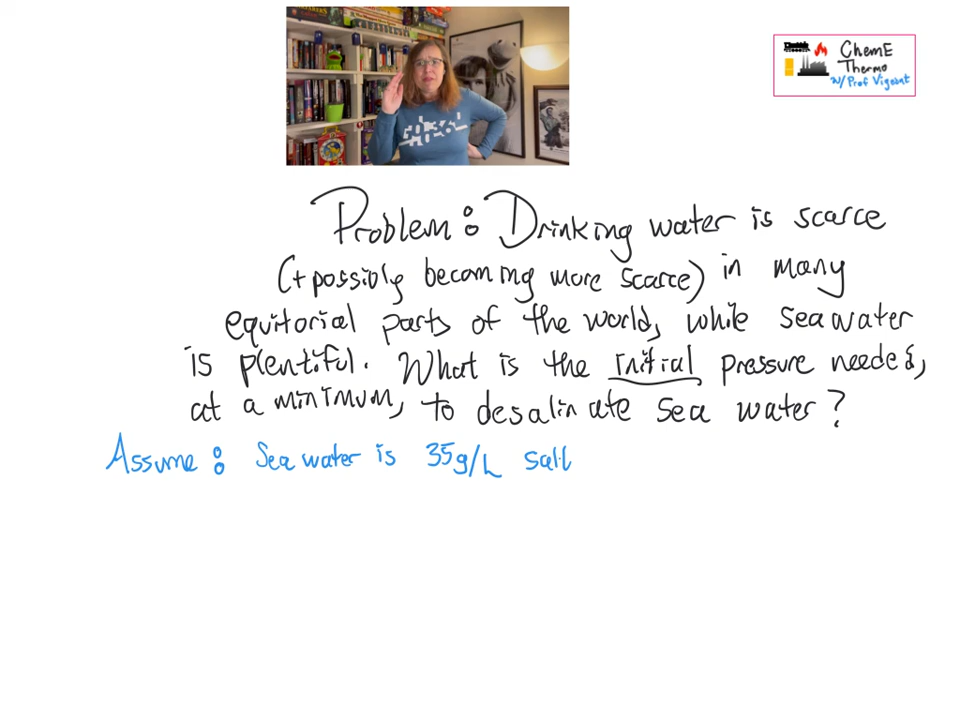 ChemE
Thermo
w/ Prof Vigeant
Problem: Drinking water is scarce
(+ possibly becoming more scarce) in many
equitorial parts of the world, while seawater
is plentiful. What is the initial pressure needed,
at a minimum, to desalinate sea water?
Assume: Sea water is 35g/L salt